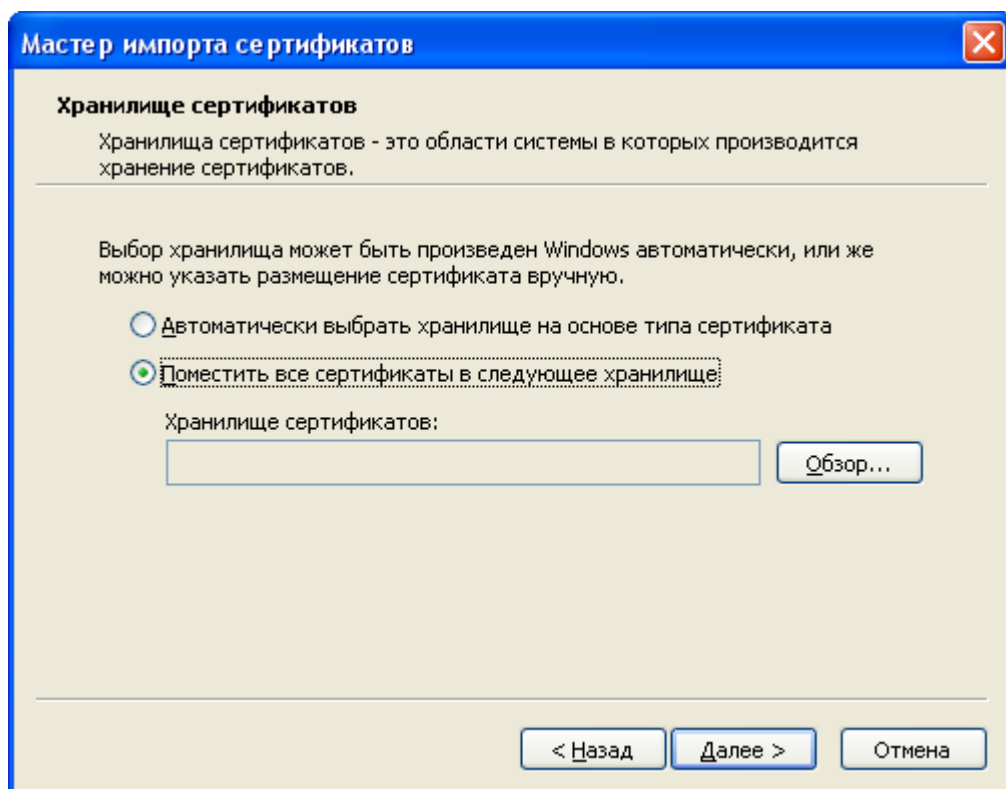 Мастер импорта сертификатов
Хранилище сертификатов
Хранилища сертификатов - это области системы в которых производится
хранение сертификатов.
Выбор хранилища может быть произведен Windows автоматически, или же
можно указать размещение сертификата вручную.
Автоматически выбрать хранилище на основе типа сертификата
Поместить все сертификаты в следующее хранилище
Хранилище сертификатов:
Обзор...
< Назад Далее > Отмена